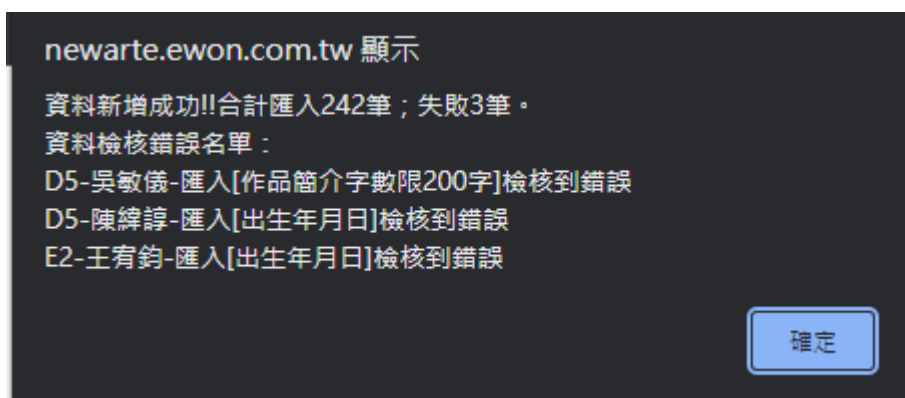 newarte.ewon.com.tw 顯示
資料新增成功!!合計匯入242筆；失敗3筆。
資料檢核錯誤名單：
D5-吳敏儀-匯入[作品簡介字數限200字]檢核到錯誤
D5-陳緯諄-匯入[出生年月日]檢核到錯誤
E2-王宥鈞-匯入[出生年月日]檢核到錯誤
確定